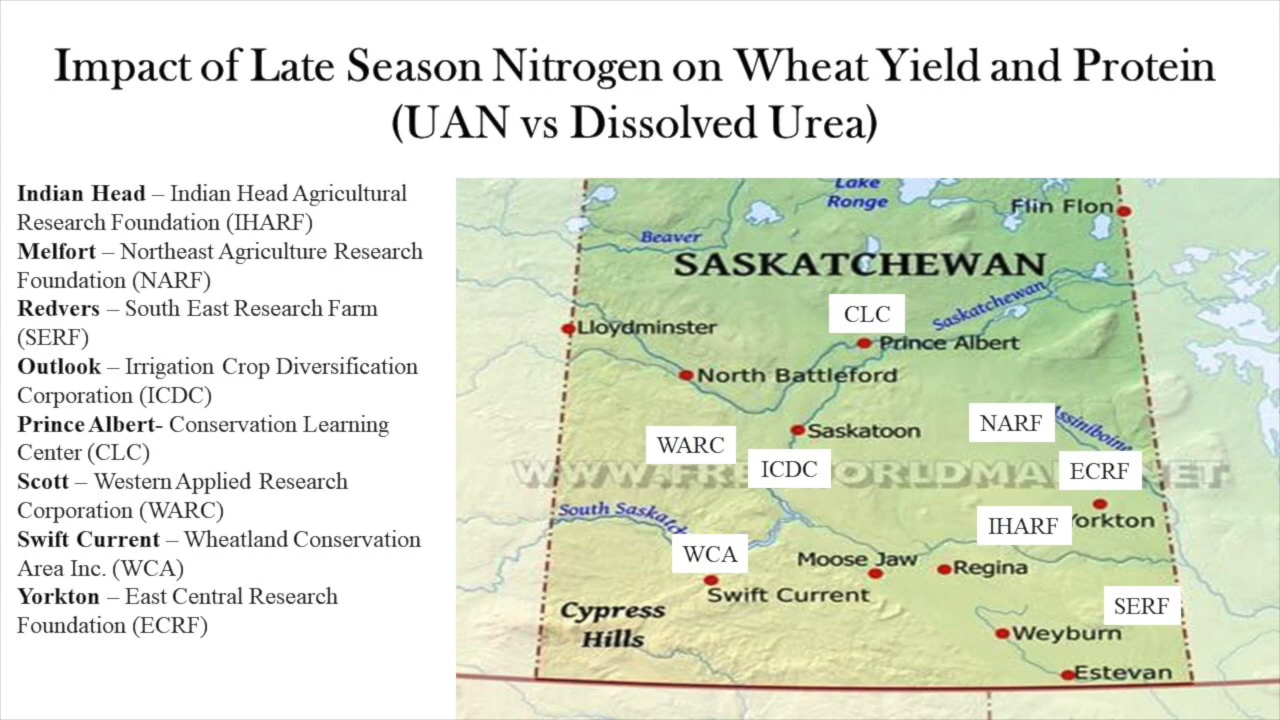 Impact of Late Season Nitrogen on Wheat Yield and Protein
(UAN vs Dissolved Urea)
Indian Head – Indian Head Agricultural
Research Foundation (IHARF)
Melfort – Northeast Agriculture Research
Foundation (NARF)
Redvers – South East Research Farm
(SERF)
Outlook – Irrigation Crop Diversification
Corporation (ICDC)
Prince Albert- Conservation Learning
Center (CLC)
Scott – Western Applied Research
Corporation (WARC)
Swift Current – Wheatland Conservation
Area Inc. (WCA)
Yorkton – East Central Research
Foundation (ECRF)
Lake
Ronge
Flin Flon
Beaver
SASKATCHEWAN
Saskatchewan
CLC
Lloydminster
Prince Albert
North Battleford
NARF
Assiniboine
Saskatoon
WARC
ICDC
ECRF
South
IHARF
Yorkton
WCA
Moose Jaw
Regina
Swift Current
Cypress
Hills
SERF
Weyburn
Estevan